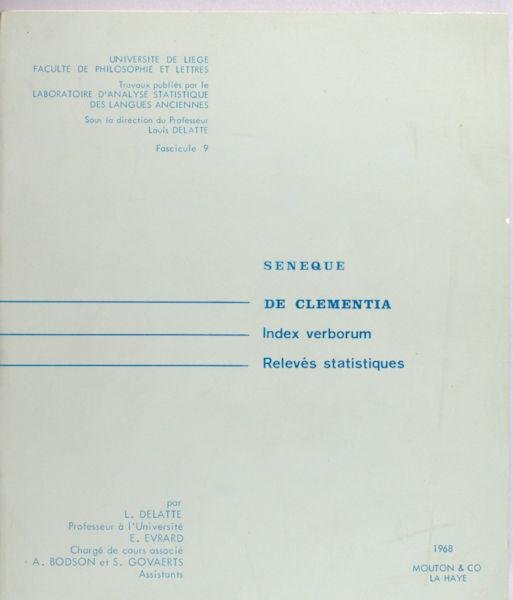 UNIVERSITE DE LIEGE
FACULTE DE PHILOSOPHIE ET LETTRES
Travaux publiés par le
LABORATOIRE D'ANALYSE STATISTIQUE
DES LANGUES ANCIENNES
Sous la direction du Professeur
Louis DELATTE
Fascicule 9
SENEQUE
DE CLEMENTIA
Index verborum
Relevés statistiques
par
L. DELATTE
Professeur à l'Université
E. EVRARD
Chargé de cours associé
A. BODSON et S. GOVAERTS
Assistants
1968
MOUTON & CO
LA HAYE